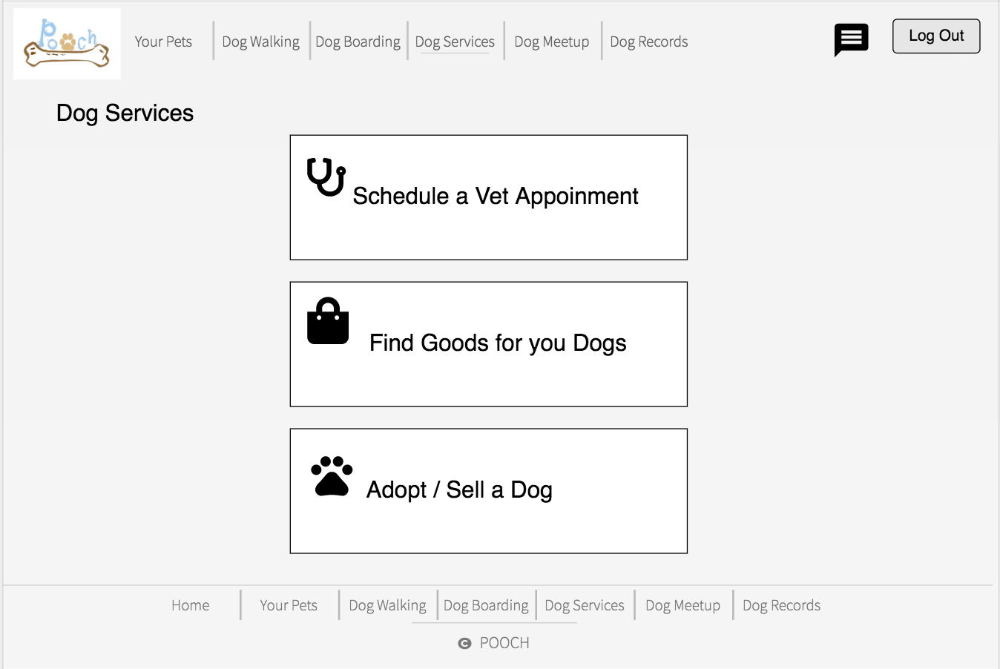 Pooch
Your Pets
Dog Walking
Dog Boarding
Dog Services
Dog Meetup
Dog Records
Log Out
Dog Services
Schedule a Vet Appoinment
Find Goods for you Dogs
Adopt / Sell a Dog
Home
Your Pets
Dog Walking
Dog Boarding
Dog Services
Dog Meetup
Dog Records
© POOCH